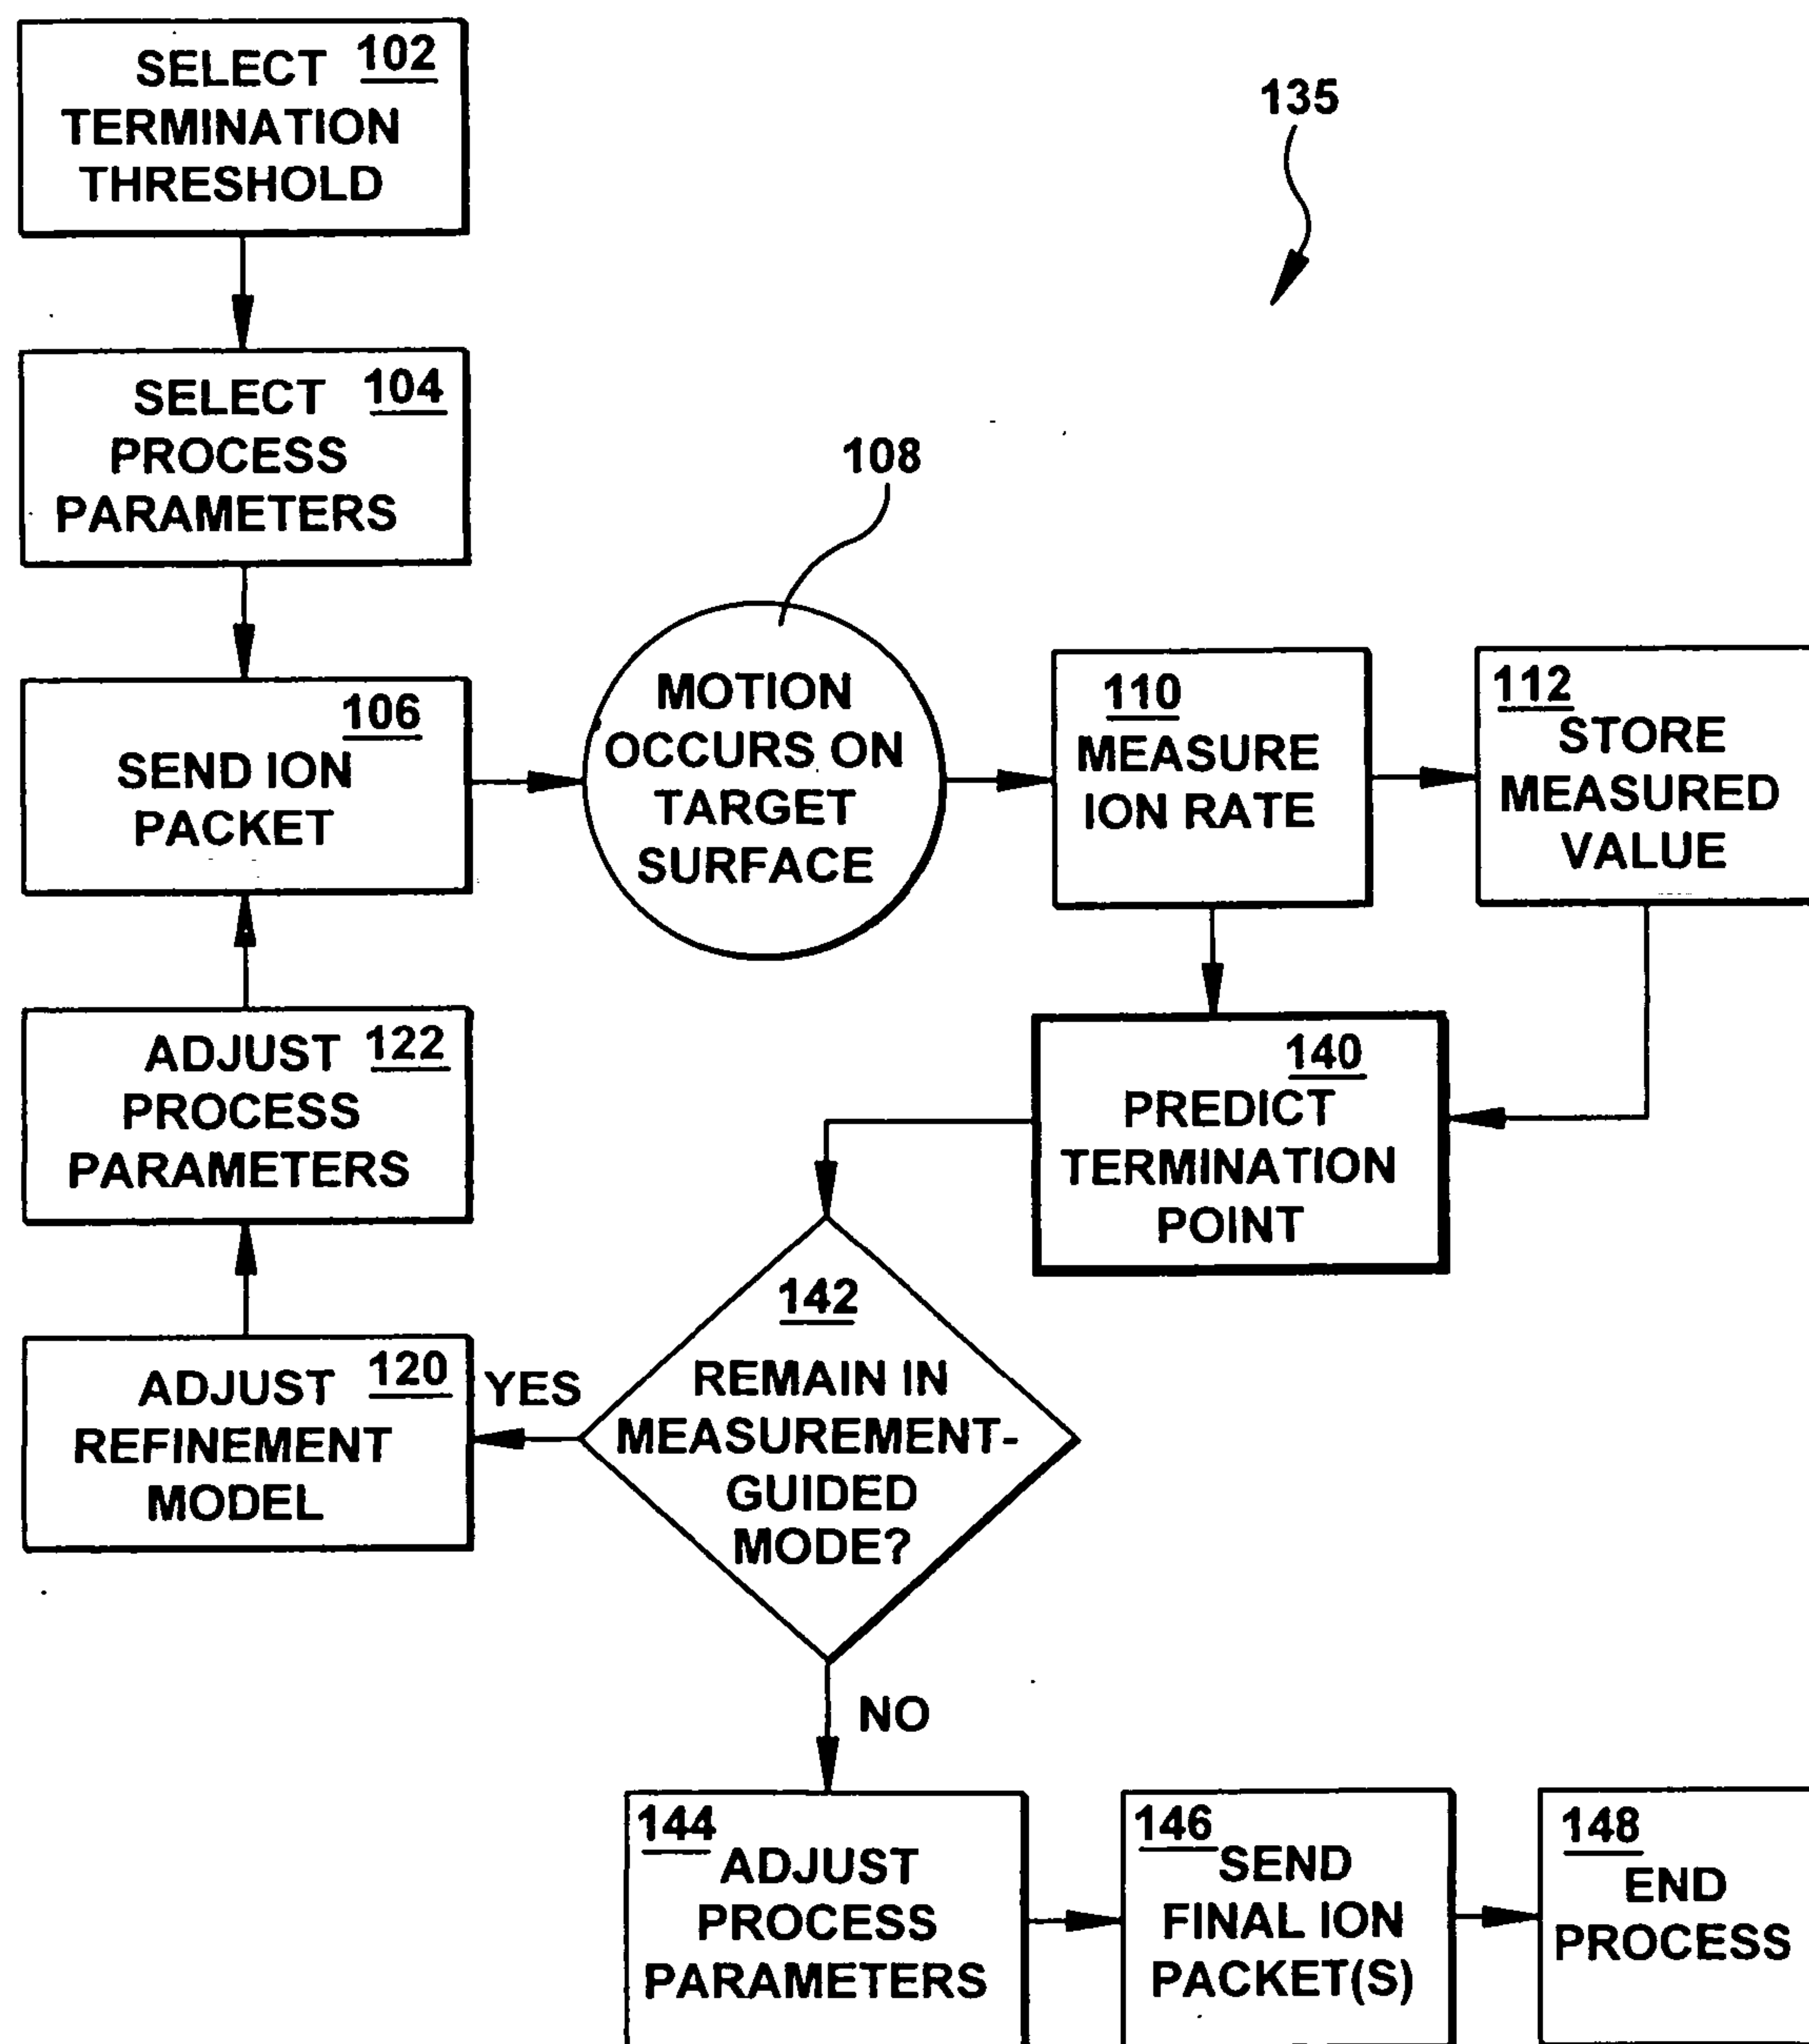 SELECT 102
TERMINATION
THRESHOLD
135
SELECT 104
PROCESS
PARAMETERS
108
106
SEND ION
PACKET
MOTION
OCCURS ON
TARGET
SURFACE
110
MEASURE
ION RATE
112
STORE
MEASURED
VALUE
ADJUST 122
PROCESS
PARAMETERS
140
PREDICT
TERMINATION
POINT
142
REMAIN IN
MEASUREMENT-
GUIDED
MODE?
YES
ADJUST 120
REFINEMENT
MODEL
NO
144
ADJUST
PROCESS
PARAMETERS
146
SEND
FINAL ION
PACKET(S)
148
END
PROCESS